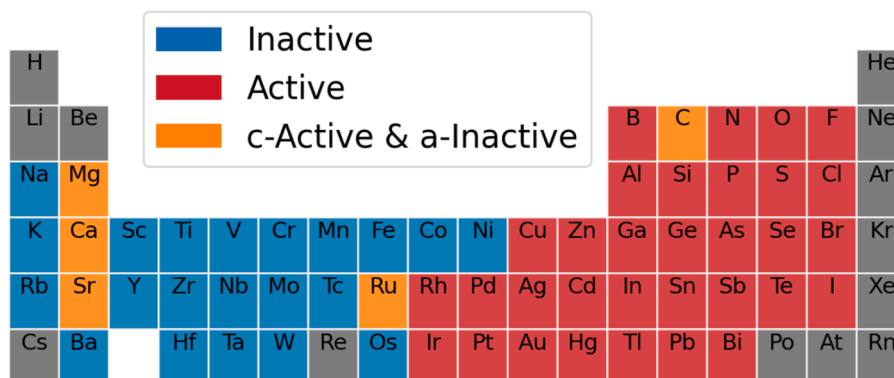 Inactive
Active
c-Active & a-Inactive
H He
Li Be B C N O F Ne
Na Mg Al Si P S Cl Ar
K Ca Sc Ti V Cr Mn Fe Co Ni Cu Zn Ga Ge As Se Br Kr
Rb Sr Y Zr Nb Mo Tc Ru Rh Pd Ag Cd In Sn Sb Te I Xe
Cs Ba Hf Ta W Re Os Ir Pt Au Hg Tl Pb Bi Po At Rn